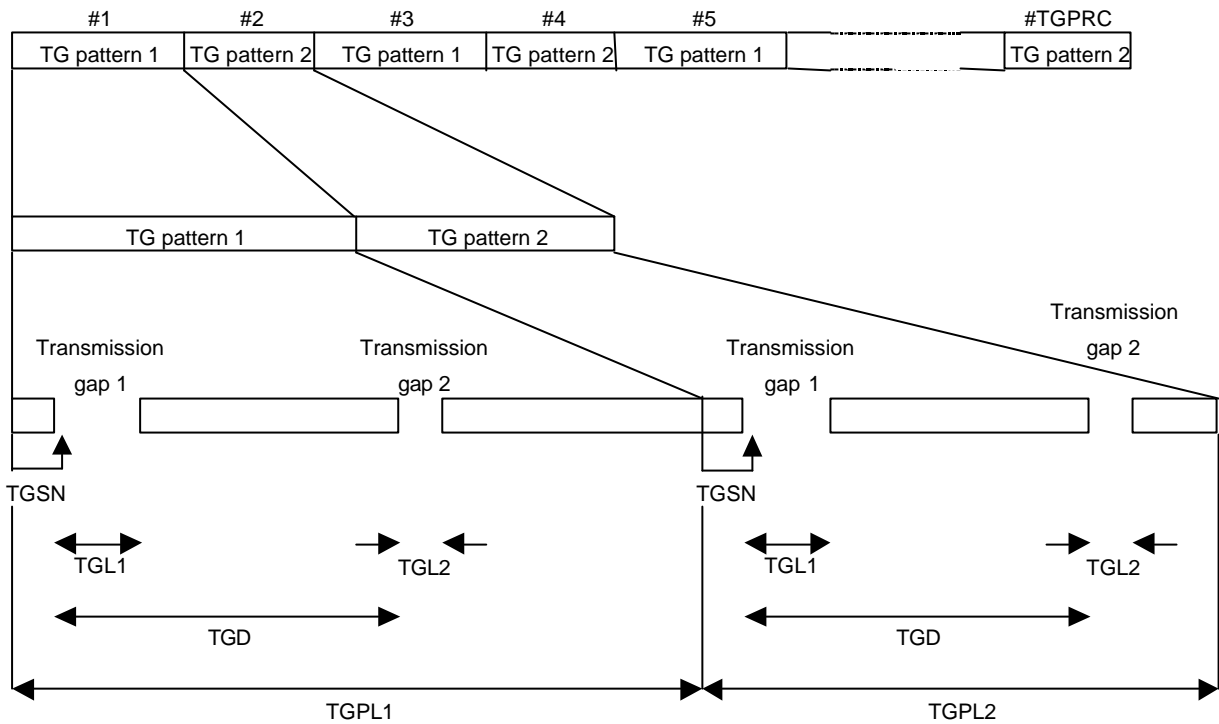 #1 #2 #3 #4 #5 #TGPRC
TG pattern 1 TG pattern 2 TG pattern 1 TG pattern 2 TG pattern 1 TG pattern 2
TG pattern 1 TG pattern 2
Transmission
gap 1
Transmission
gap 2
Transmission
gap 1
Transmission
gap 2
TGSN TGSN
TGL1 TGL2 TGL1 TGL2
TGD TGD
TGPL1 TGPL2